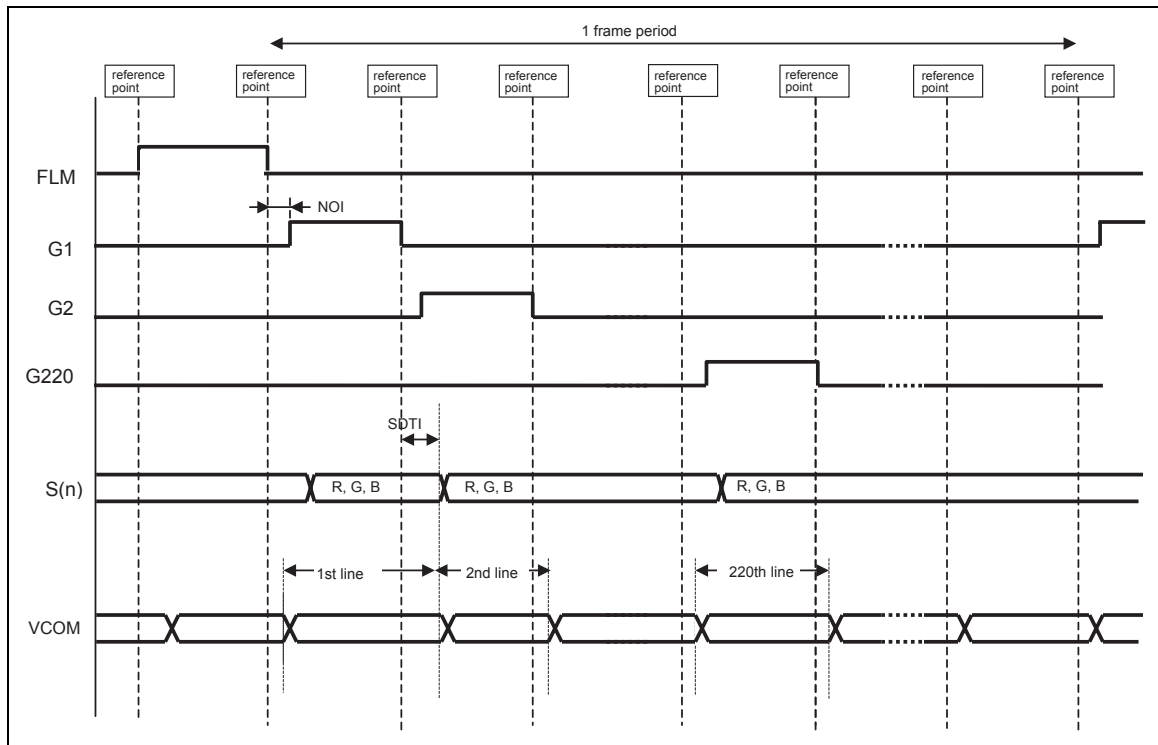 1 frame period
reference
point
reference
point
reference
point
reference
point
reference
point
reference
point
reference
point
reference
point
FLM
NOI
G1
G2
G220
SDTI
S(n)
R, G, B
R, G, B
R, G, B
1st line
2nd line
220th line
VCOM